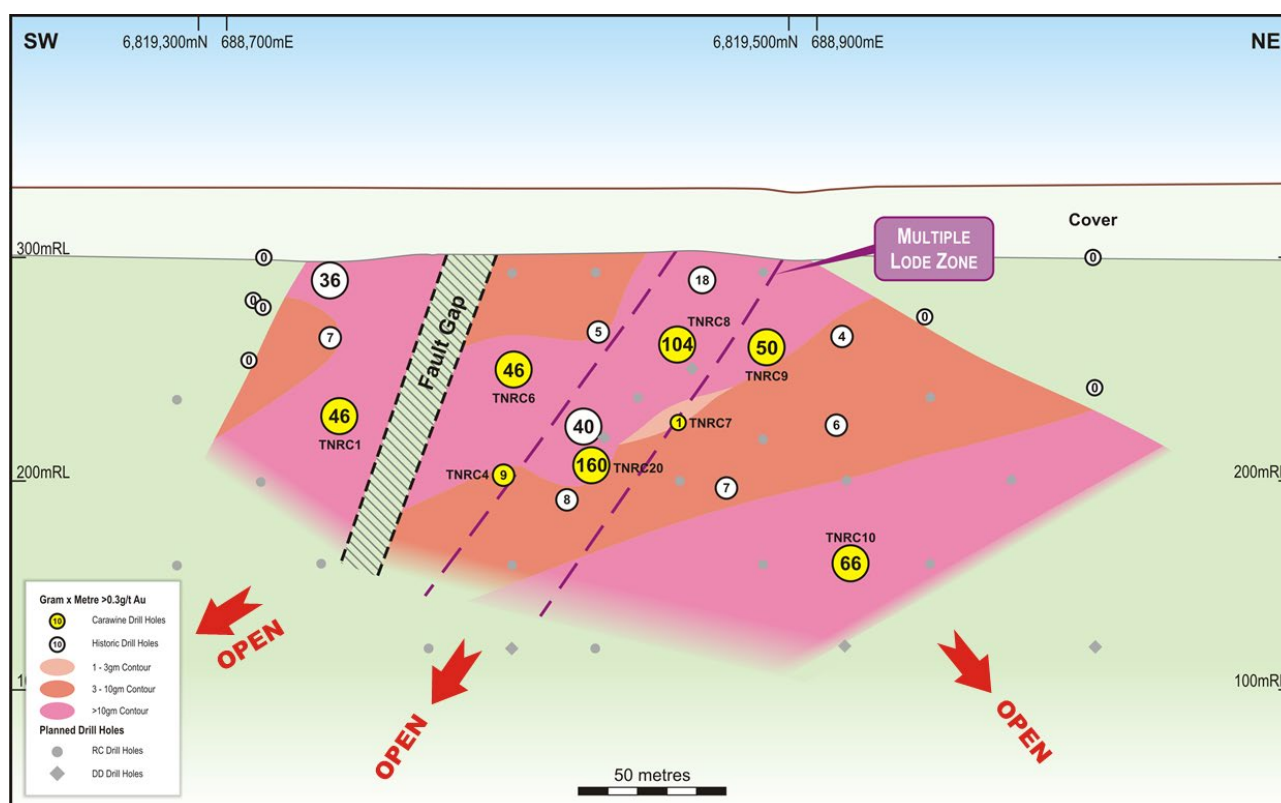 SW
6,819,300mN 688,700mE
6,819,500mN 688,900mE
NE
Cover
MULTIPLE
LODE ZONE
300mRL
0
36
0
0
0
7
46
TNRC1
Fault Gap
46
TNRC6
5
18
TNRC8
104
50
TNRC9
4
0
0
0
40
1
TNRC7
6
TNRC4
9
160
TNRC20
8
7
200mRL
200mRL
TNRC10
66
Gram x Metre >0.3g/t Au
10 Carawine Drill Holes
10 Historic Drill Holes
1 - 3gm Contour
3 - 10gm Contour
>10gm Contour
Planned Drill Holes
RC Drill Holes
DD Drill Holes
OPEN
OPEN
OPEN
100mRL
50 metres